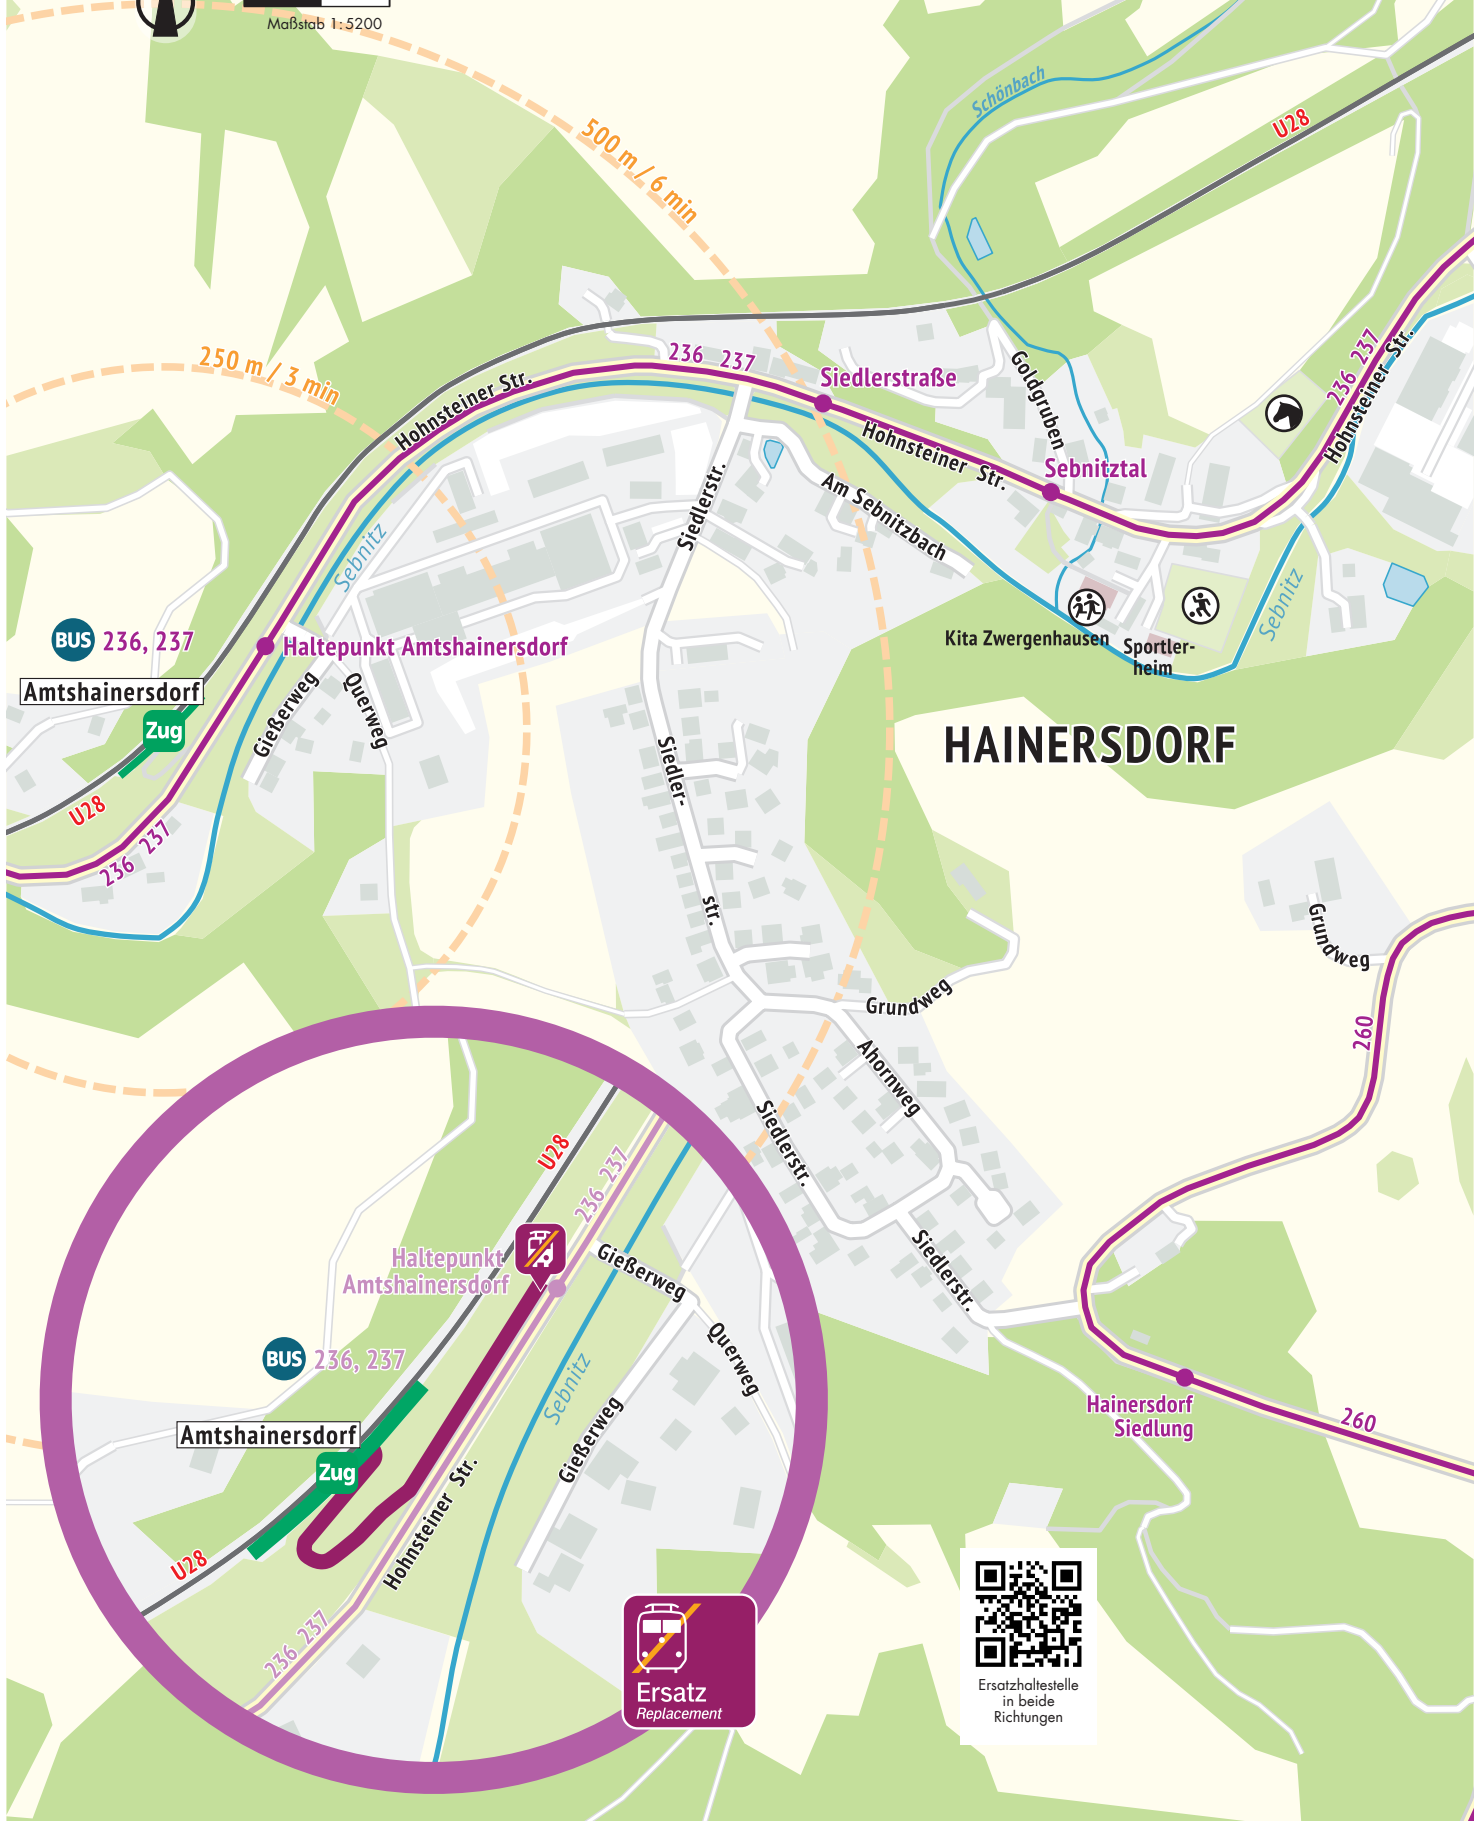 Maßstab 1:5200
500 m / 6 min
250 m / 3 min
Schönbach
U28
236 237
Siedlerstraße
Hohnsteiner Str.
Hohnsteiner Str.
Goldgruben
236 237
Hohnsteiner Str.
Sebnitztal
Siedlerstr.
Am Sebnitzbach
Sebnitz
Sebnitz
BUS 236, 237
Haltepunkt Amtshainersdorf
Amtshainersdorf
Zug
U28
236 237
Gießerweg
Querweg
Kita Zwergenhausen
Sportler-
heim
HAINERSDORF
Siedler-
str.
Grundweg
Grundweg
260
Ahornweg
Siedlerstr.
Siedlerstr.
Hainersdorf
Siedlung
260
U28
236 237
Haltepunkt
Amtshainersdorf
Gießerweg
BUS 236, 237
Querweg
Sebnitz
Amtshainersdorf
Zug
Gießerweg
Hohnsteiner Str.
U28
236 237
Ersatz
Replacement
Ersatzhaltestelle
in beide
Richtungen